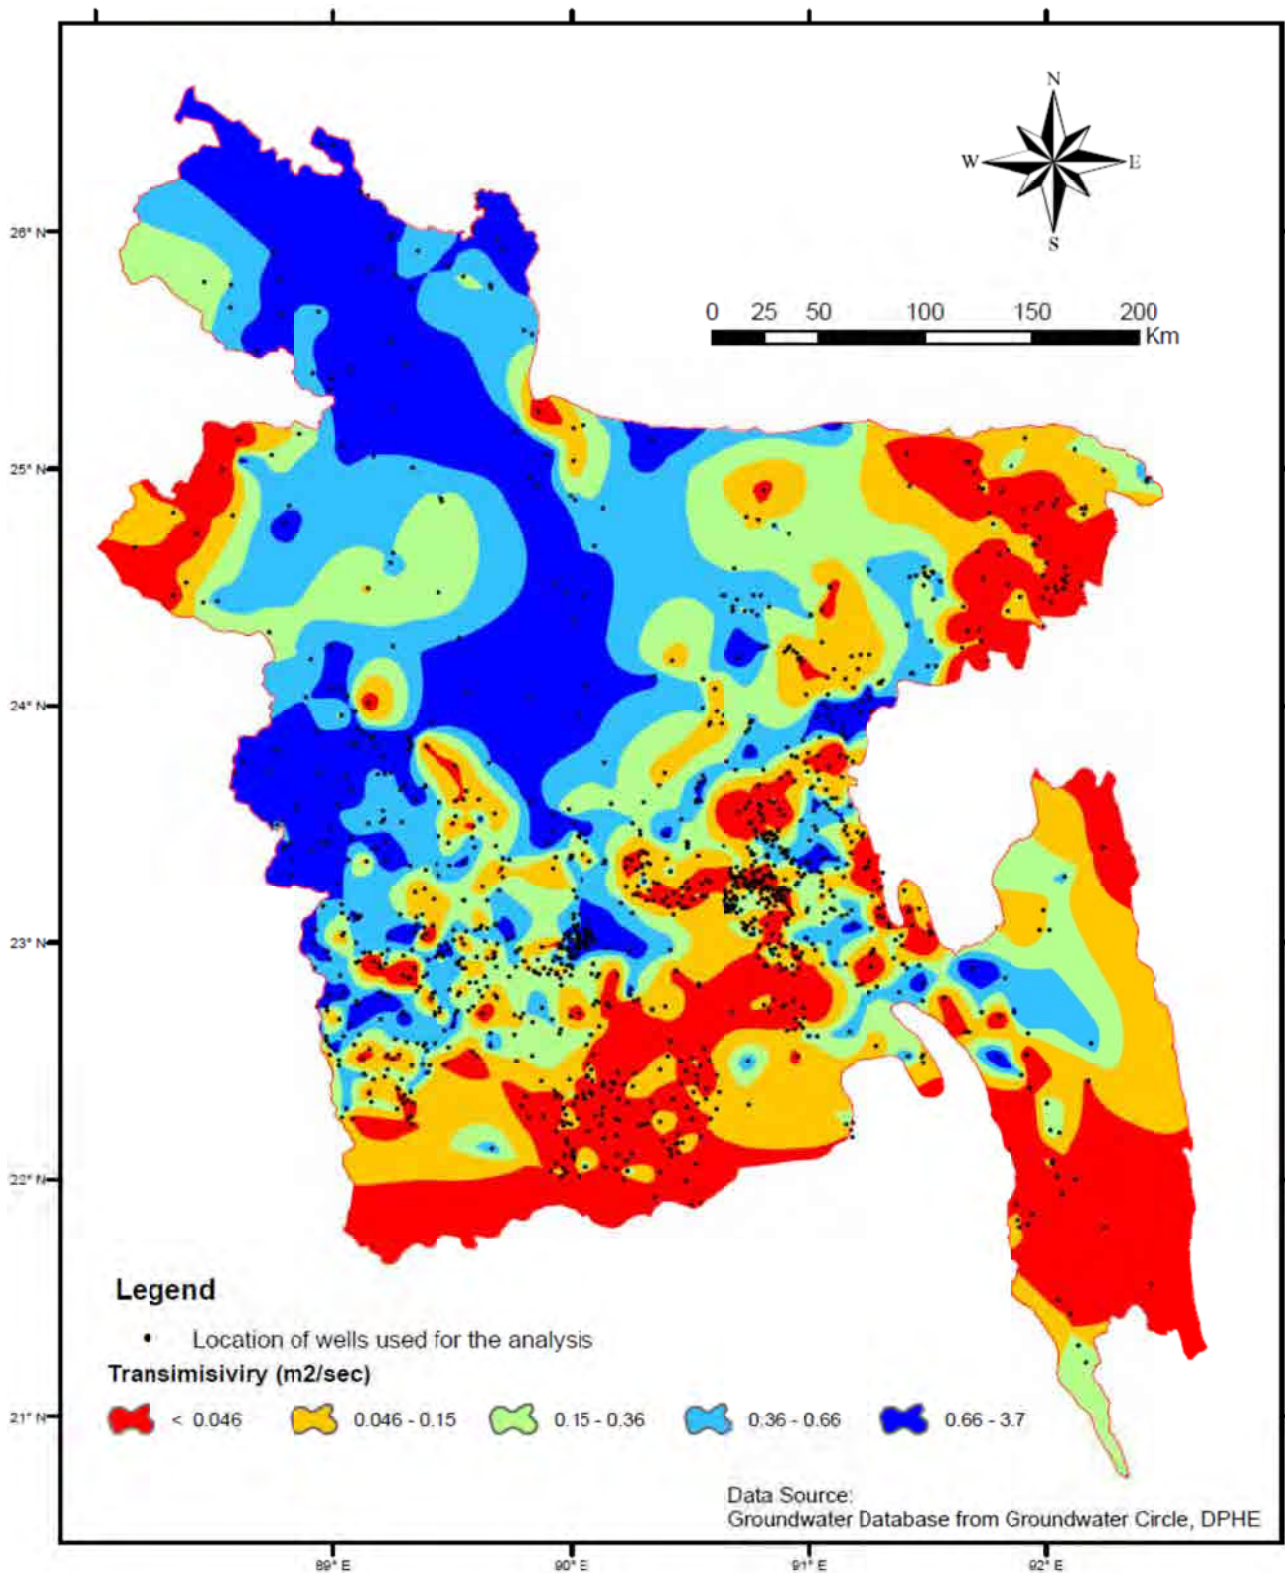 N
W E
S
0 25 50 100 150 200
Km
26° N
25° N
24° N
23° N
22° N
21° N
Legend
Location of wells used for the analysis
Transimisiviry (m2/sec)
< 0.046 0.046 - 0.15 0.15 - 0.36 0.36 - 0.66 0.66 - 3.7
Data Source:
Groundwater Database from Groundwater Circle, DPHE
89° E 90° E 91° E 92° E